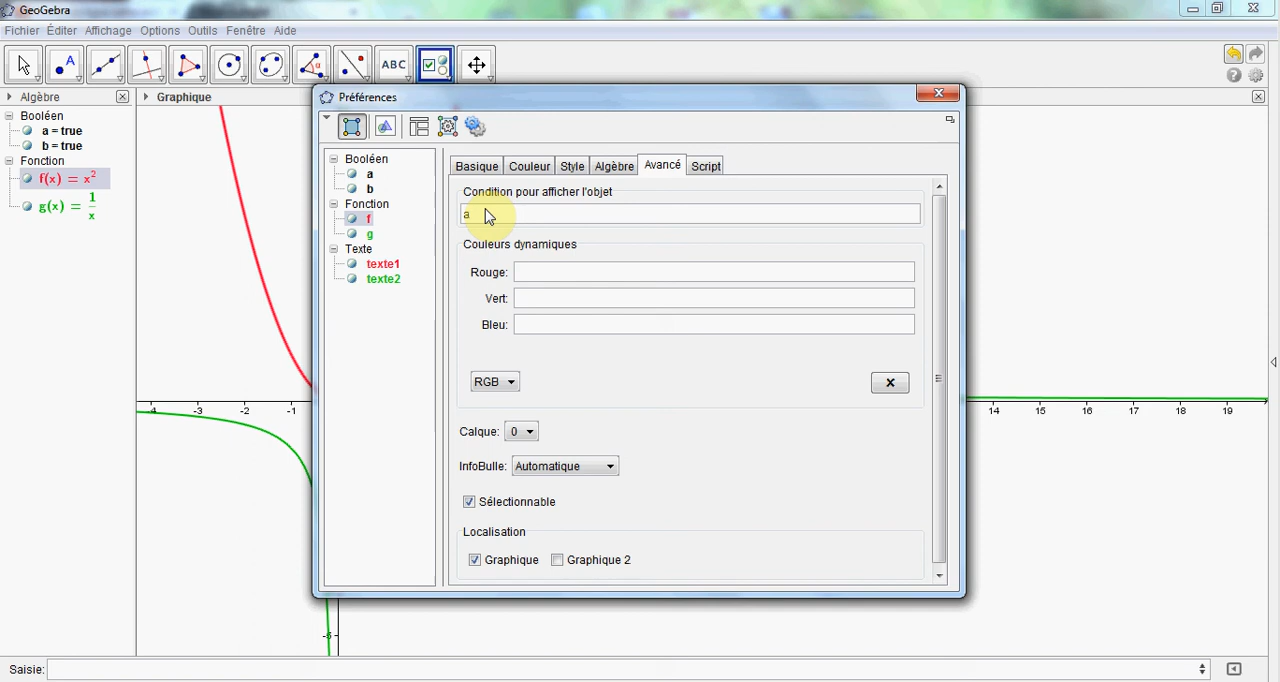 GeoGebra
Fichier Éditer Affichage Options Outils Fenêtre Aide
ABC
Algèbre
Graphique
Booléen
a = true
b = true
Fonction
f(x) = x²
g(x) = 1/x
Préférences
Booléen
a
b
Fonction
f
g
Texte
texte1
texte2
Basique Couleur Style Algèbre Avancé Script
Condition pour afficher l'objet
a
Couleurs dynamiques
Rouge:
Vert:
Bleu:
RGB
Calque: 0
InfoBulle: Automatique
Sélectionnable
Localisation
Graphique Graphique 2
-4 -3 -2 -1 14 15 16 17 18 19
-5
Saisie: